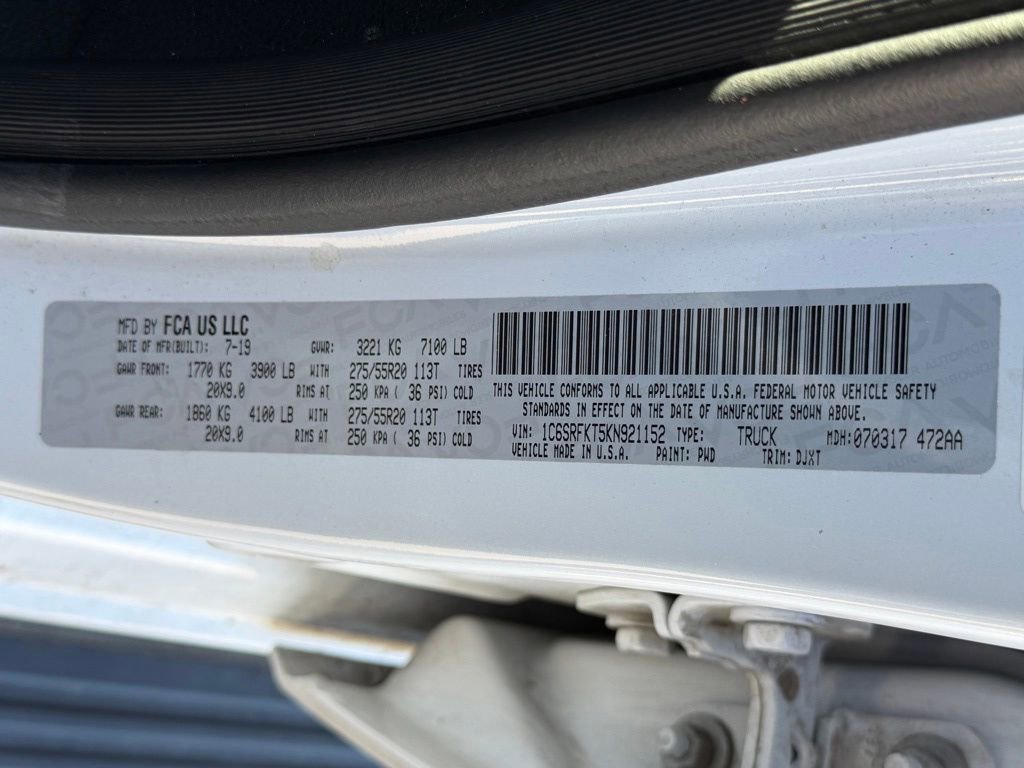 MFD BY FCA US LLC
DATE OF MFR(BUILT): 7-19 GVWR: 3221 KG 7100 LB
GAWR FRONT: 1770 KG 3900 LB WITH 275/55R20 113T TIRES
20X9.0 RIMS AT 250 KPA ( 36 PSI) COLD
GAWR REAR: 1860 KG 4100 LB WITH 275/55R20 113T TIRES
20X9.0 RIMS AT 250 KPA ( 36 PSI) COLD
THIS VEHICLE CONFORMS TO ALL APPLICABLE U.S.A. FEDERAL MOTOR VEHICLE SAFETY
STANDARDS IN EFFECT ON THE DATE OF MANUFACTURE SHOWN ABOVE.
VIN: 1C6SRFKT5KN921152 TYPE: TRUCK MDH: 070317 472AA
VEHICLE MADE IN U.S.A. PAINT: PWD TRIM: DJXT